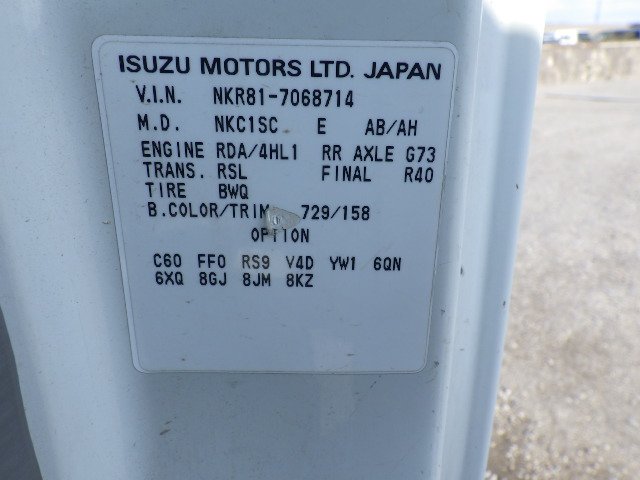 ISUZU MOTORS LTD. JAPAN
V.I.N. NKR81-7068714
M.D. NKC1SC E AB/AH
ENGINE RDA/4HL1 RR AXLE G73
TRANS. RSL FINAL R40
TIRE BWQ
B.COLOR/TRIM 729/158
OPTION
C60 FF0 RS9 V4D YW1 6QN
6XQ 8GJ 8JM 8KZ